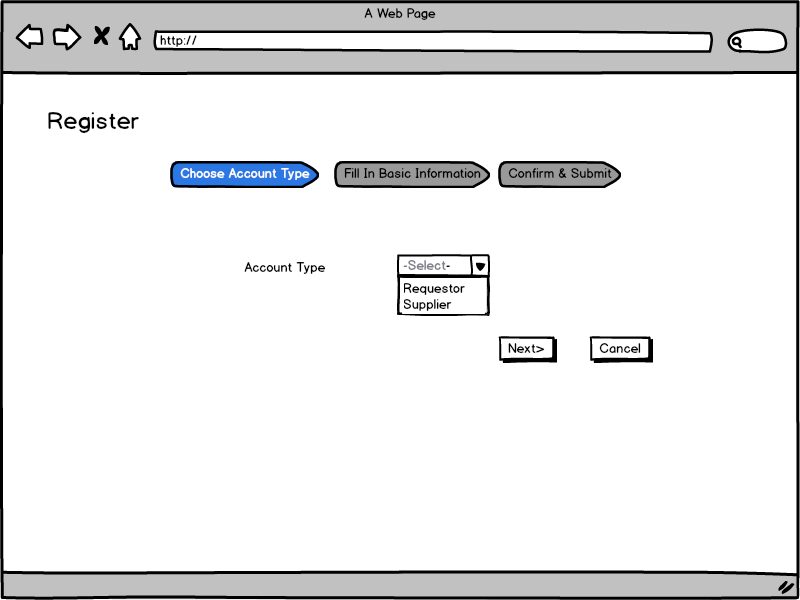 A Web Page
http://
Register
Choose Account Type
Fill In Basic Information
Confirm & Submit
Account Type
-Select-
Requestor
Supplier
Next>
Cancel